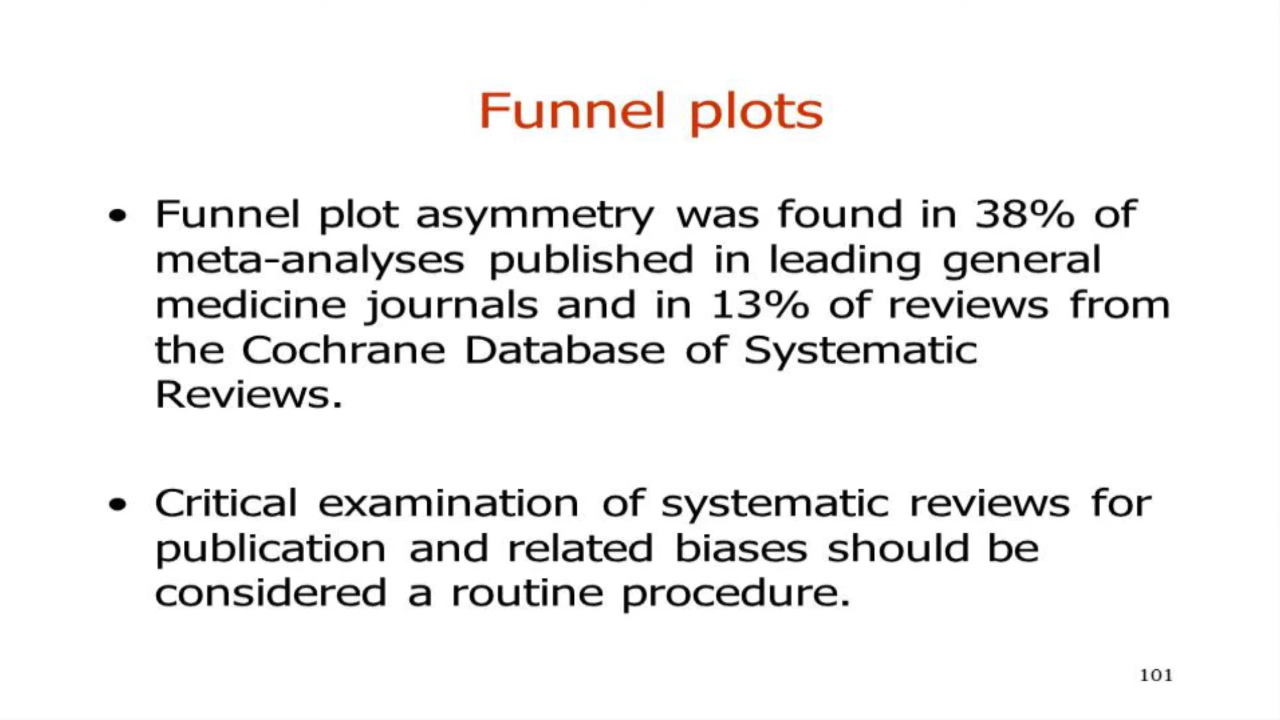 Funnel plots
• Funnel plot asymmetry was found in 38% of
meta-analyses published in leading general
medicine journals and in 13% of reviews from
the Cochrane Database of Systematic
Reviews.
• Critical examination of systematic reviews for
publication and related biases should be
considered a routine procedure.
101